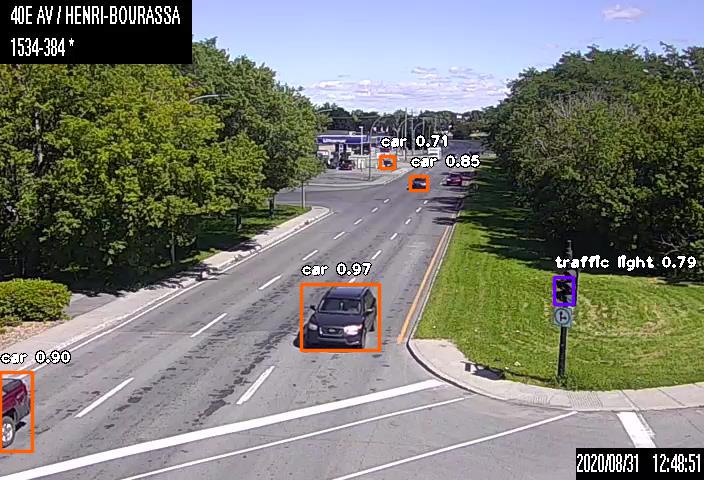 40E AV / HENRI-BOURASSA
1534-384 *
car 0.71
car 0.85
traffic light 0.79
car 0.97
car 0.90
2020/08/31 12:48:51